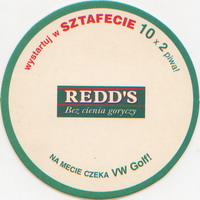 wystartuj w SZTAFECIE 10 x 2 piwa!
REDD'S
Bez cienia goryczy
NA MECIE CZEKA VW Golf!